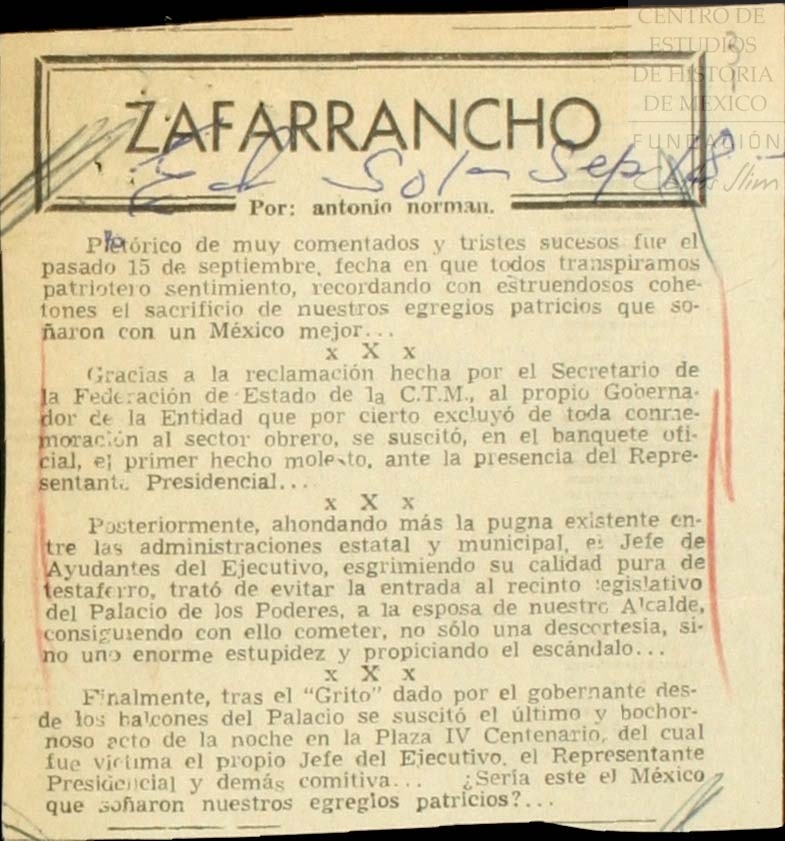 CENTRO DE
ESTUDIOS
DE HISTORIA
DE MEXICO
FUNDACIÓN
Carlos Slim
3
ZAFARRANCHO
El Sol Sep 18
Por: antonio norman.
Pletórico de muy comentados y tristes sucesos fue el
pasado 15 de septiembre, fecha en que todos transpiramos
patriotero sentimiento, recordando con estruendosos cohe-
tones el sacrificio de nuestros egregios patricios que so-
ñaron con un México mejor...
x X x
Gracias a la reclamación hecha por el Secretario de
la Federación de Estado de la C.T.M., al propio Goberna-
dor de la Entidad que por cierto excluyó de toda conme-
moración al sector obrero, se suscitó, en el banquete ofi-
cial, el primer hecho molesto, ante la presencia del Repre-
sentante Presidencial...
x X x
Posteriormente, ahondando más la pugna existente en-
tre las administraciones estatal y municipal, el Jefe de
Ayudantes del Ejecutivo, esgrimiendo su calidad pura de
testaferro, trató de evitar la entrada al recinto legislativo
del Palacio de los Poderes, a la esposa de nuestro Alcalde,
consiguiendo con ello cometer, no sólo una descortesía, si-
no uno enorme estupidez y propiciando el escándalo...
x X x
Finalmente, tras el "Grito" dado por el gobernante des-
de los balcones del Palacio se suscitó el último y bochor-
noso acto de la noche en la Plaza IV Centenario, del cual
fue víctima el propio Jefe del Ejecutivo, el Representante
Presidencial y demás comitiva... ¿Sería este el México
que soñaron nuestros egregios patricios?...